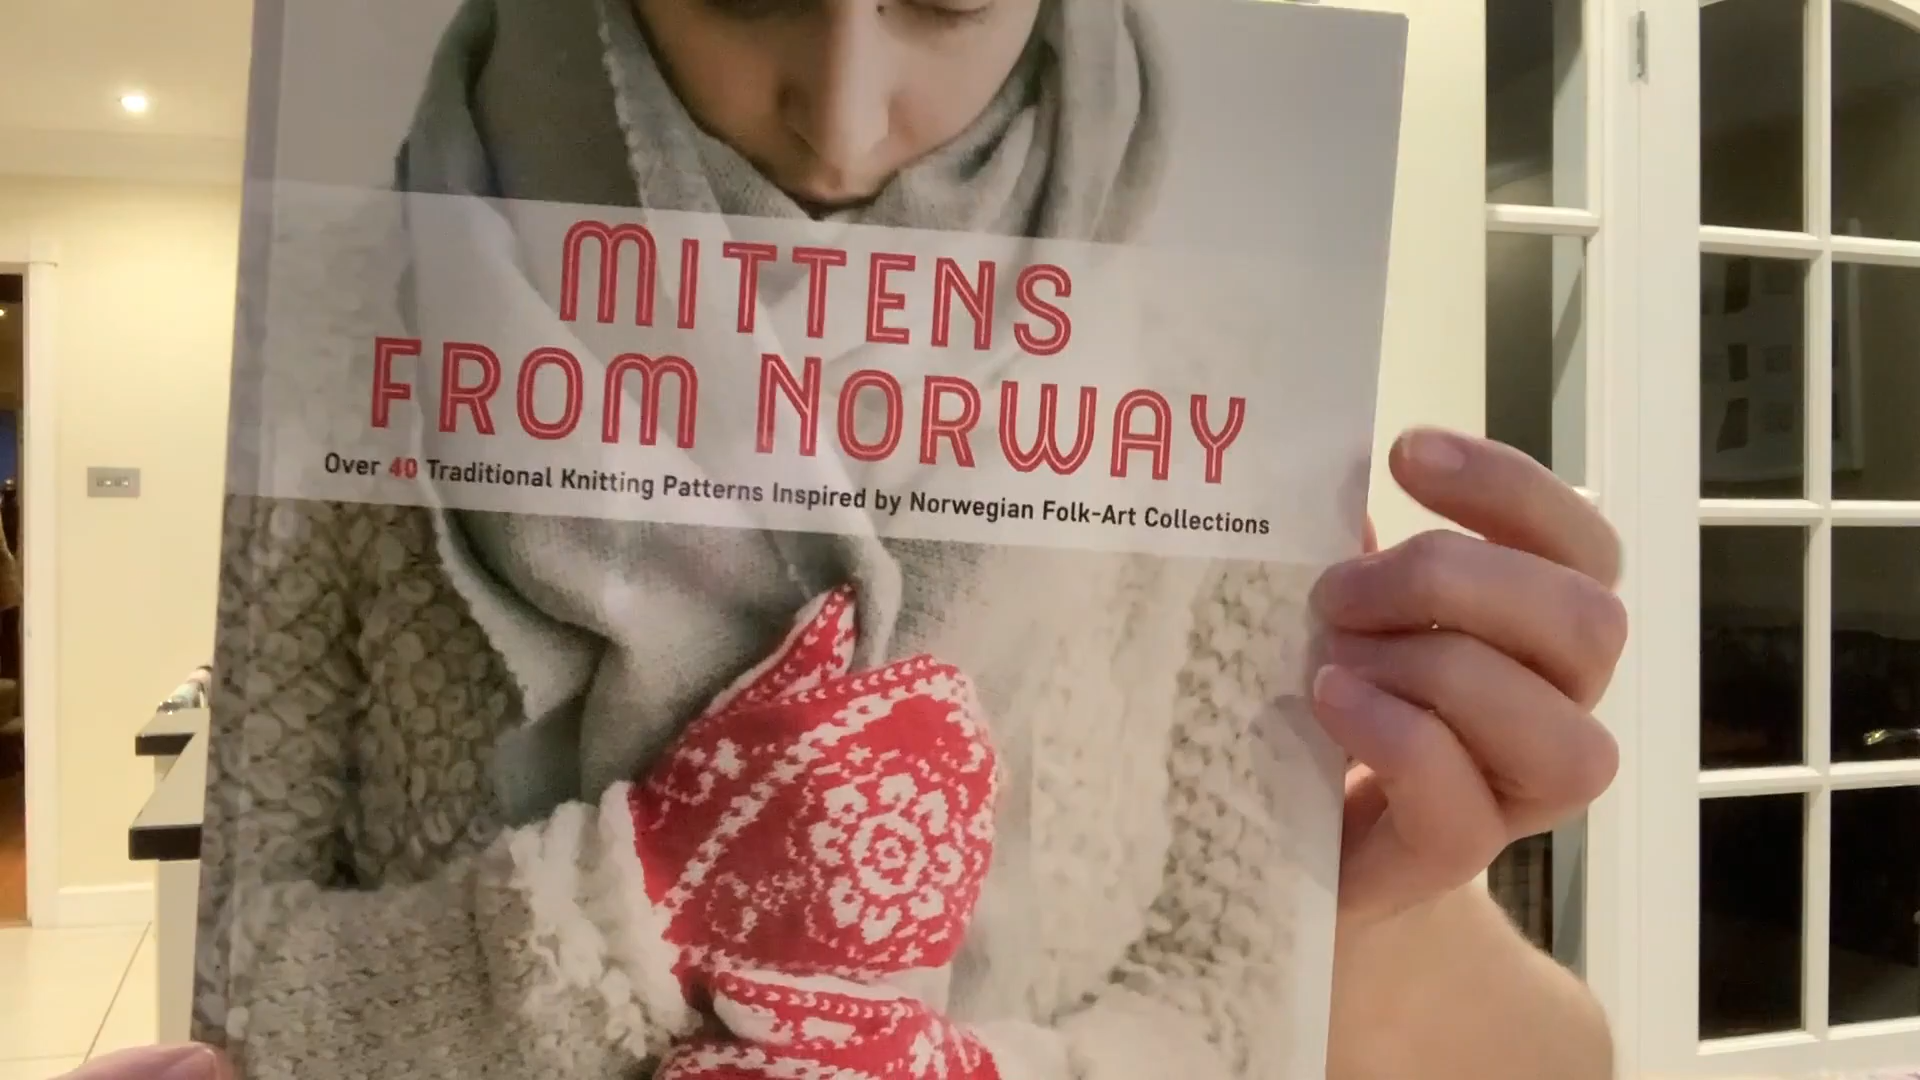 MITTENS
FROM NORWAY
Over 40 Traditional Knitting Patterns Inspired by Norwegian Folk-Art Collections